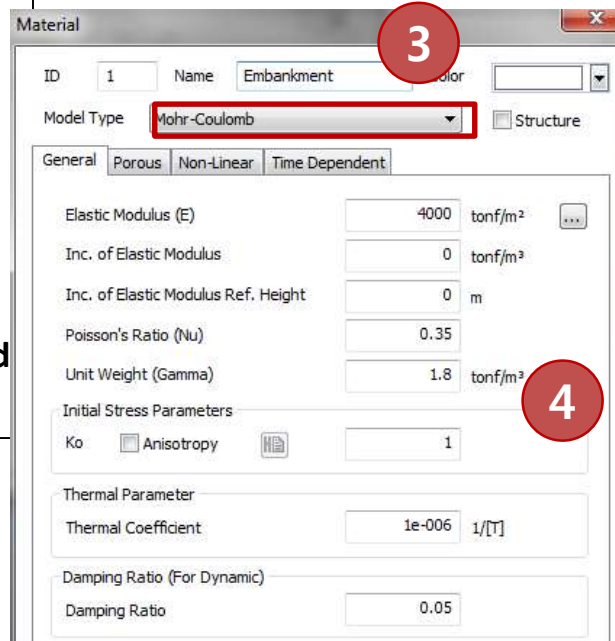 Material
3
ID 1 Name Embankment Color
Model Type Mohr-Coulomb Structure
General Porous Non-Linear Time Dependent
Elastic Modulus (E) 4000 tonf/m² ...
Inc. of Elastic Modulus 0 tonf/m³
Inc. of Elastic Modulus Ref. Height 0 m
Poisson's Ratio (Nu) 0.35
d
Unit Weight (Gamma) 1.8 tonf/m³
4
Initial Stress Parameters
Ko Anisotropy 1
Thermal Parameter
Thermal Coefficient 1e-006 1/[T]
Damping Ratio (For Dynamic)
Damping Ratio 0.05